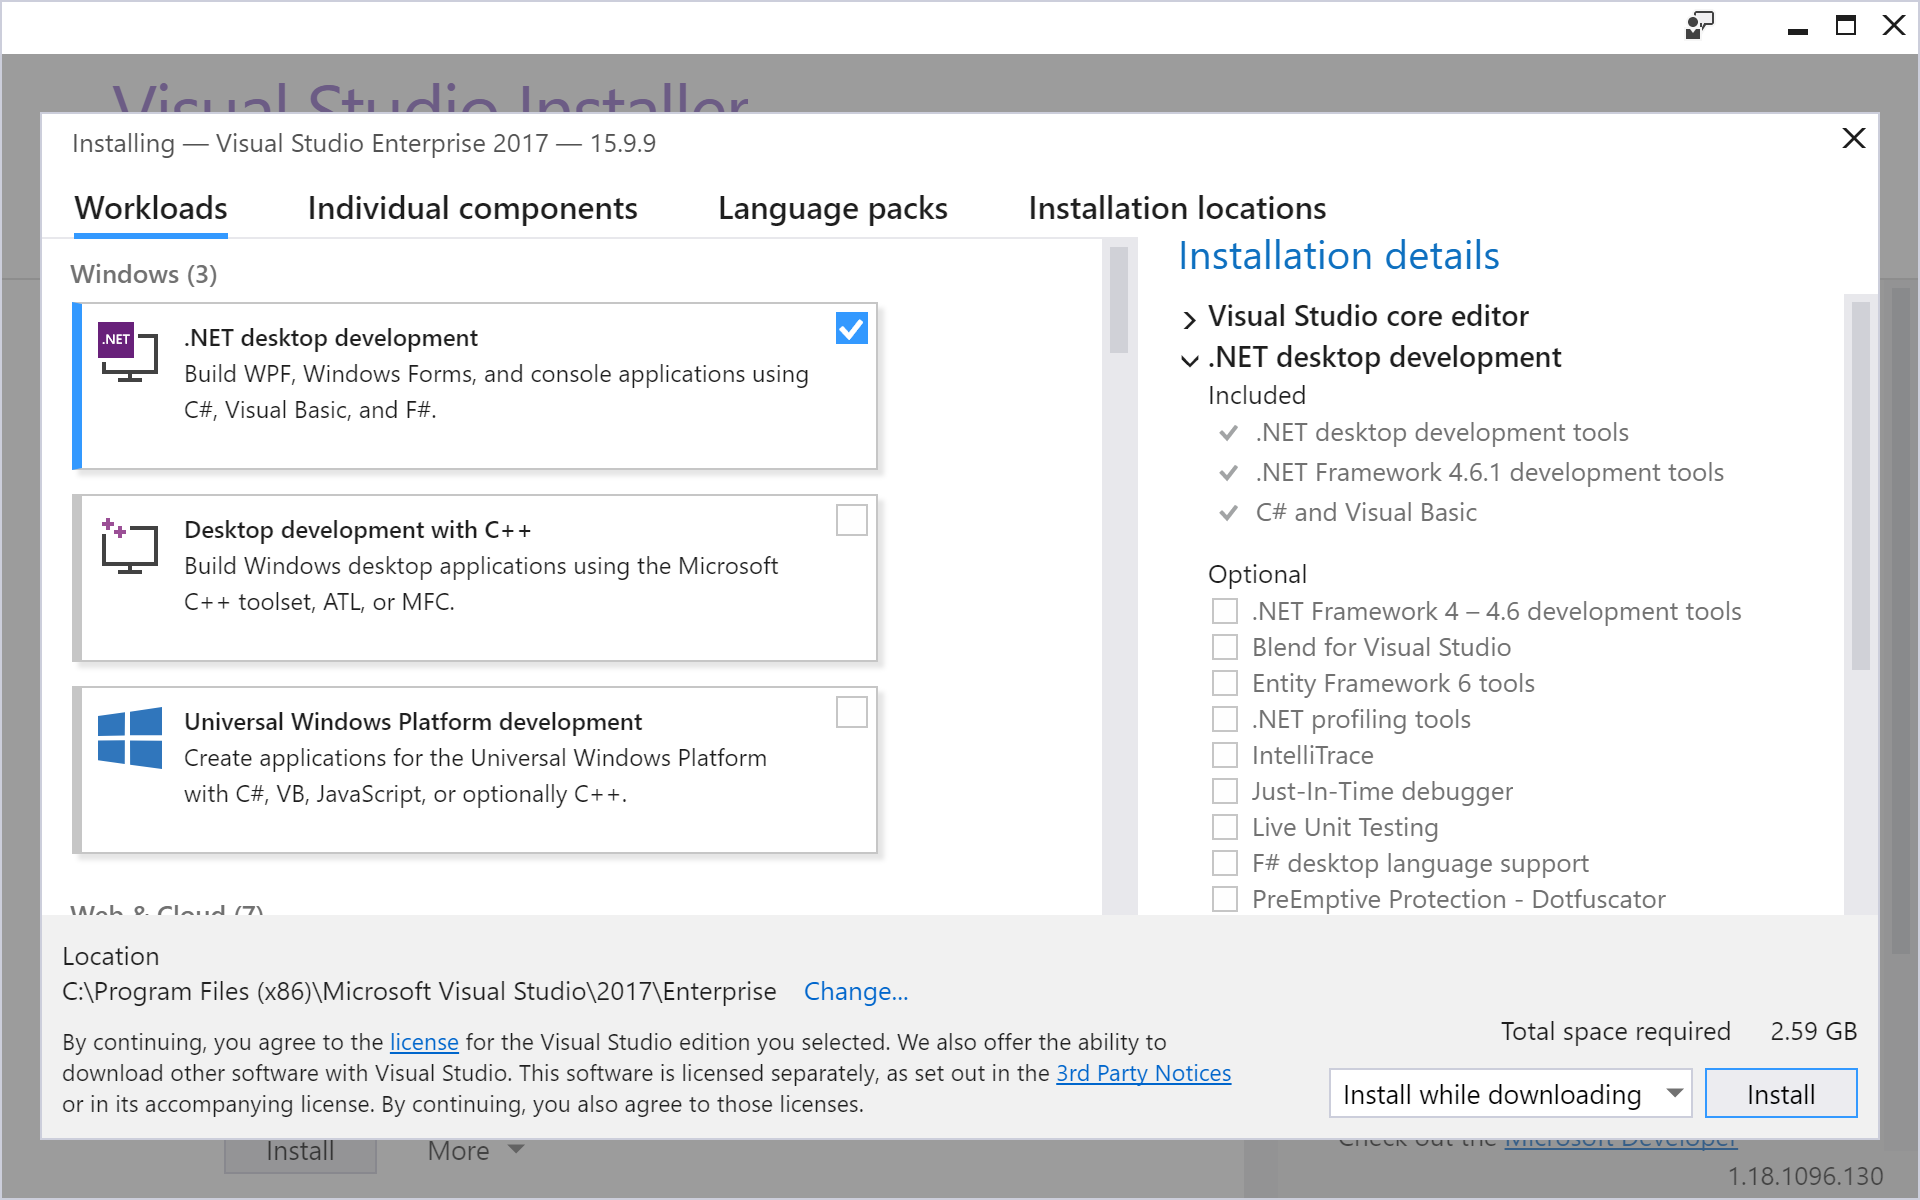 Visual Studio Installer
Installing — Visual Studio Enterprise 2017 — 15.9.9
Workloads
Individual components
Language packs
Installation locations
Windows (3)
.NET
.NET desktop development
Build WPF, Windows Forms, and console applications using
C#, Visual Basic, and F#.
Desktop development with C++
Build Windows desktop applications using the Microsoft
C++ toolset, ATL, or MFC.
Universal Windows Platform development
Create applications for the Universal Windows Platform
with C#, VB, JavaScript, or optionally C++.
Web & Cloud (7)
Installation details
Visual Studio core editor
.NET desktop development
Included
.NET desktop development tools
.NET Framework 4.6.1 development tools
C# and Visual Basic
Optional
.NET Framework 4 – 4.6 development tools
Blend for Visual Studio
Entity Framework 6 tools
.NET profiling tools
IntelliTrace
Just-In-Time debugger
Live Unit Testing
F# desktop language support
PreEmptive Protection - Dotfuscator
Location
C:\Program Files (x86)\Microsoft Visual Studio\2017\Enterprise Change...
By continuing, you agree to the license for the Visual Studio edition you selected. We also offer the ability to
download other software with Visual Studio. This software is licensed separately, as set out in the 3rd Party Notices
or in its accompanying license. By continuing, you also agree to those licenses.
Total space required 2.59 GB
Install while downloading
Install
Install
More
Check out the Microsoft Developer
1.18.1096.130